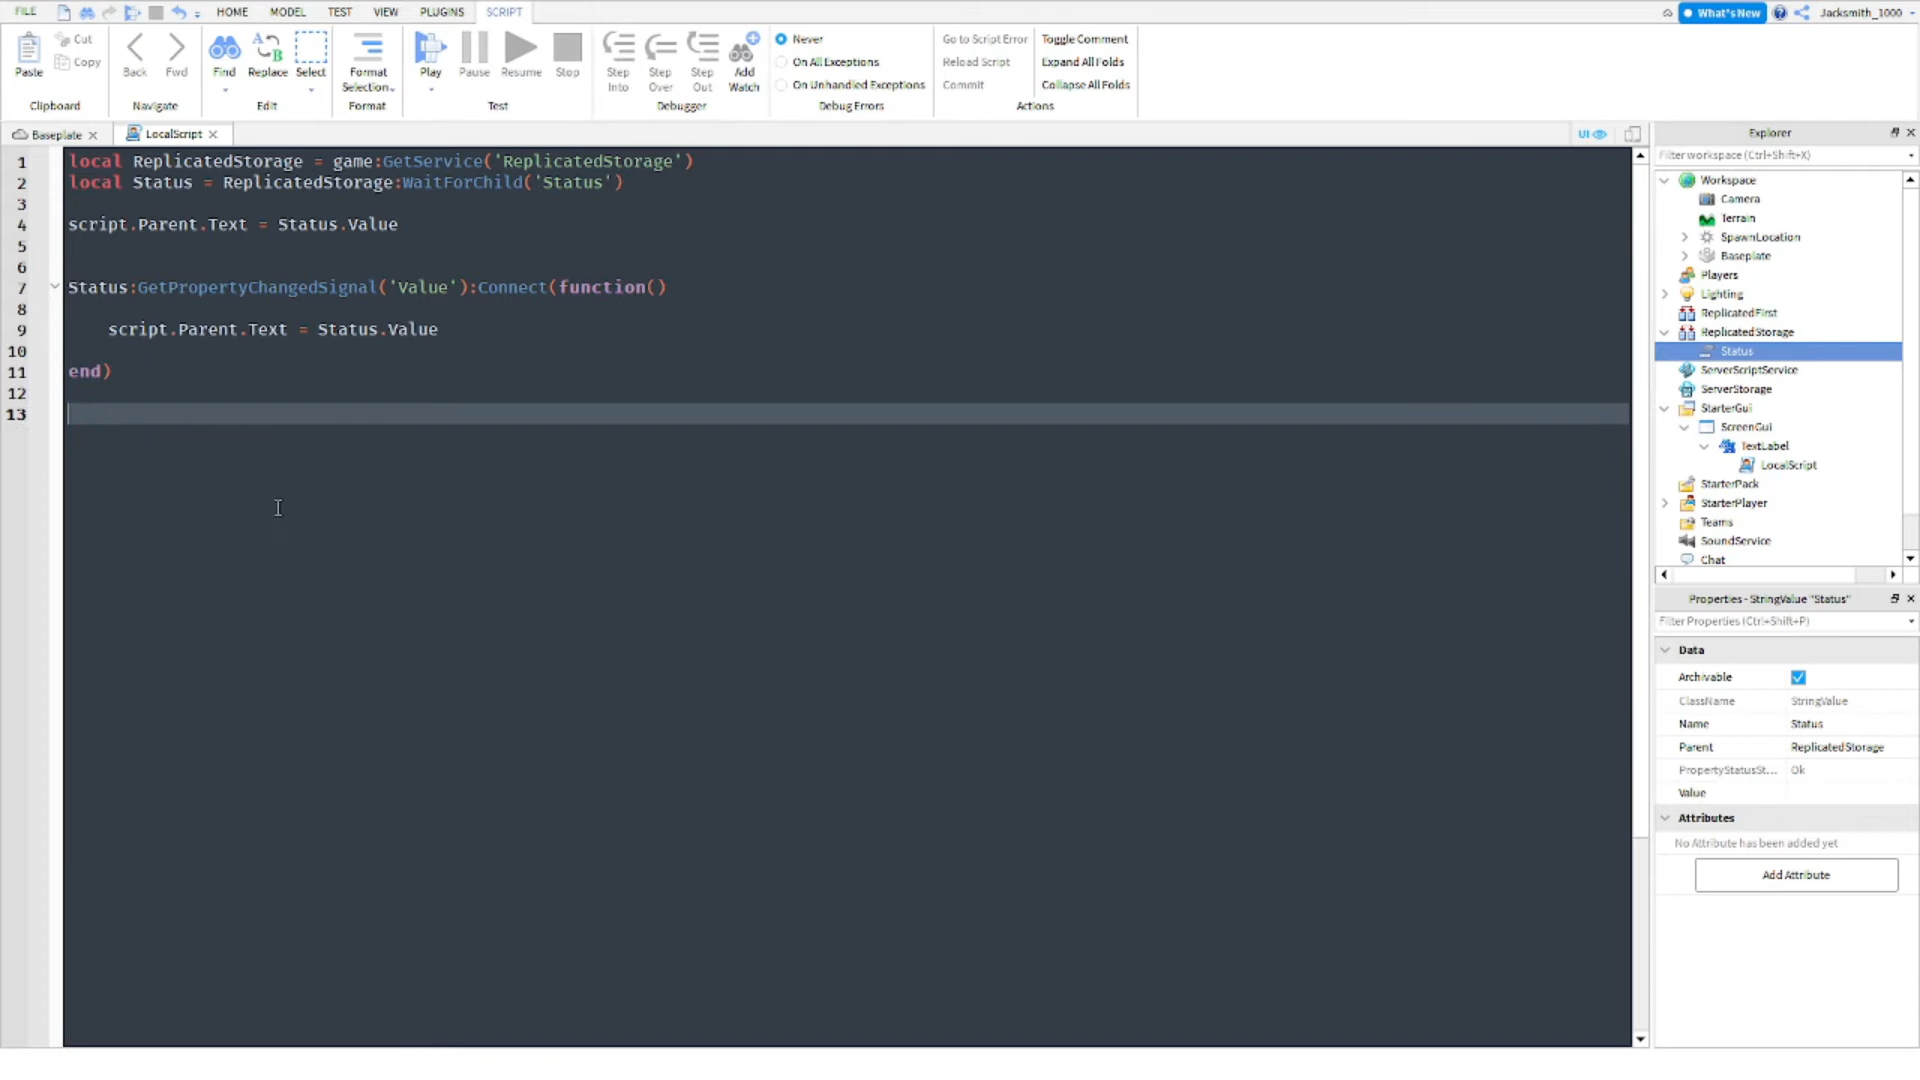 FILE
HOME
MODEL
TEST
VIEW
PLUGINS
SCRIPT
What's New
Jacksmith_1000
Paste
Cut
Copy
Clipboard
Back
Fwd
Navigate
Find
Replace
Select
Edit
Format
Selection
Format
Play
Pause
Resume
Stop
Test
Step
Into
Step
Over
Step
Out
Add
Watch
Debugger
Never
On All Exceptions
On Unhandled Exceptions
Debug Errors
Go to Script Error
Reload Script
Commit
Toggle Comment
Expand All Folds
Collapse All Folds
Actions
Baseplate
LocalScript
UI
1 local ReplicatedStorage = game:GetService('ReplicatedStorage')
2 local Status = ReplicatedStorage:WaitForChild('Status')
3
4 script.Parent.Text = Status.Value
5
6
7 Status:GetPropertyChangedSignal('Value'):Connect(function()
8
9 script.Parent.Text = Status.Value
10
11 end)
12
13
Explorer
Filter workspace (Ctrl+Shift+X)
Workspace
Camera
Terrain
SpawnLocation
Baseplate
Players
Lighting
ReplicatedFirst
ReplicatedStorage
Status
ServerScriptService
ServerStorage
StarterGui
ScreenGui
TextLabel
LocalScript
StarterPack
StarterPlayer
Teams
SoundService
Chat
Properties - StringValue "Status"
Filter Properties (Ctrl+Shift+P)
Data
Archivable
ClassName StringValue
Name Status
Parent ReplicatedStorage
PropertyStatusSt... Ok
Value
Attributes
No Attribute has been added yet
Add Attribute